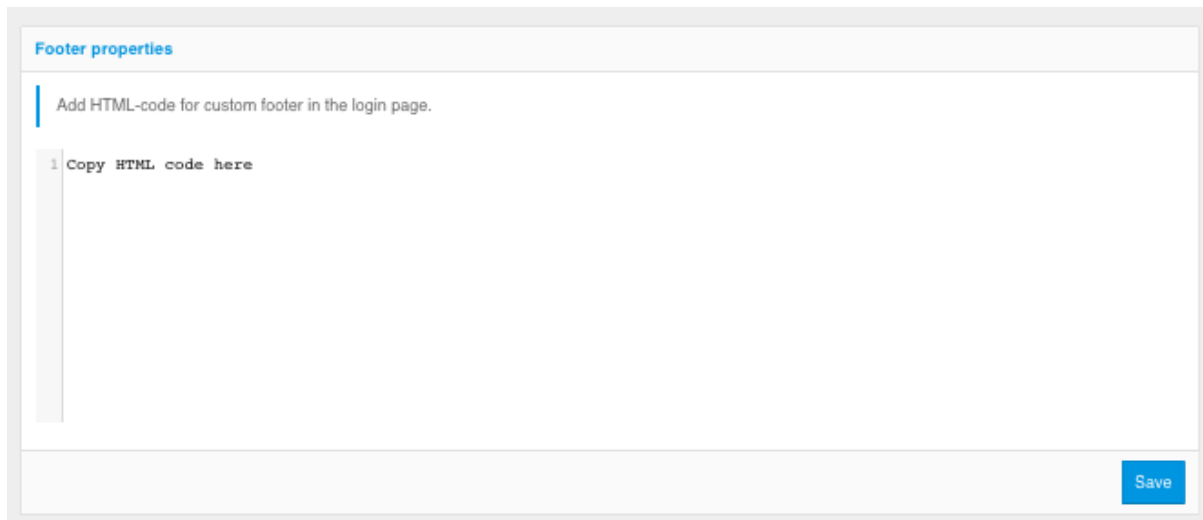 Footer properties
Add HTML-code for custom footer in the login page.
1 Copy HTML code here
Save